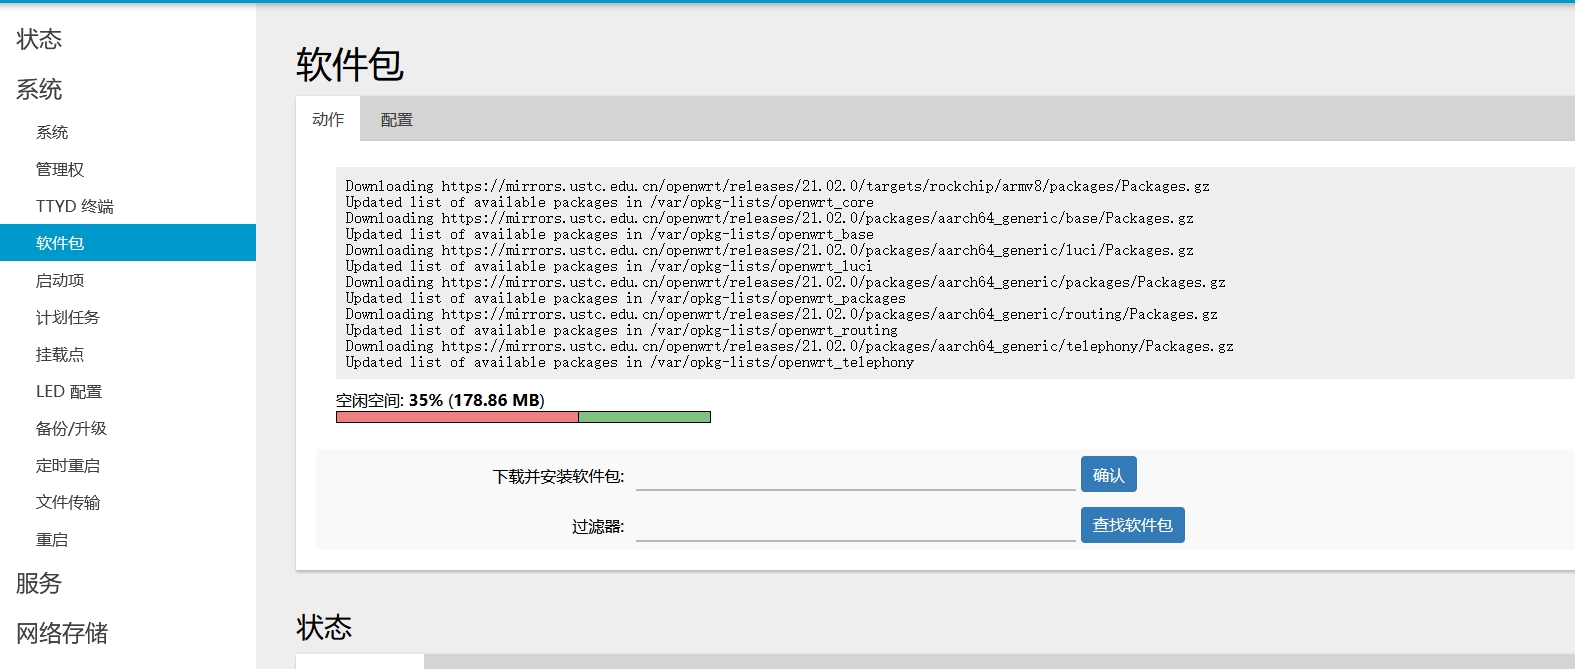 状态
系统
系统
管理权
TTYD 终端
软件包
启动项
计划任务
挂载点
LED 配置
备份/升级
定时重启
文件传输
重启
服务
网络存储
软件包
动作 配置
Downloading https://mirrors.ustc.edu.cn/openwrt/releases/21.02.0/targets/rockchip/armv8/packages/Packages.gz
Updated list of available packages in /var/opkg-lists/openwrt_core
Downloading https://mirrors.ustc.edu.cn/openwrt/releases/21.02.0/packages/aarch64_generic/base/Packages.gz
Updated list of available packages in /var/opkg-lists/openwrt_base
Downloading https://mirrors.ustc.edu.cn/openwrt/releases/21.02.0/packages/aarch64_generic/luci/Packages.gz
Updated list of available packages in /var/opkg-lists/openwrt_luci
Downloading https://mirrors.ustc.edu.cn/openwrt/releases/21.02.0/packages/aarch64_generic/packages/Packages.gz
Updated list of available packages in /var/opkg-lists/openwrt_packages
Downloading https://mirrors.ustc.edu.cn/openwrt/releases/21.02.0/packages/aarch64_generic/routing/Packages.gz
Updated list of available packages in /var/opkg-lists/openwrt_routing
Downloading https://mirrors.ustc.edu.cn/openwrt/releases/21.02.0/packages/aarch64_generic/telephony/Packages.gz
Updated list of available packages in /var/opkg-lists/openwrt_telephony
空闲空间: 35% (178.86 MB)
下载并安装软件包: 确认
过滤器: 查找软件包
状态